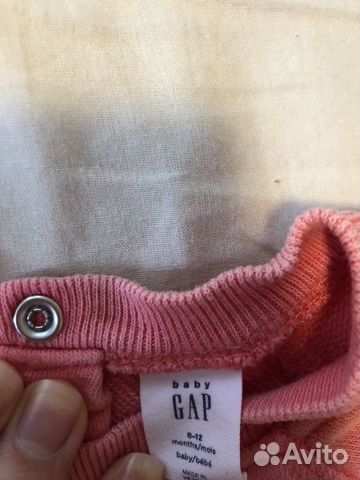 baby
GAP
6-12
months/mois
baby/bébé
MADE IN
Avito